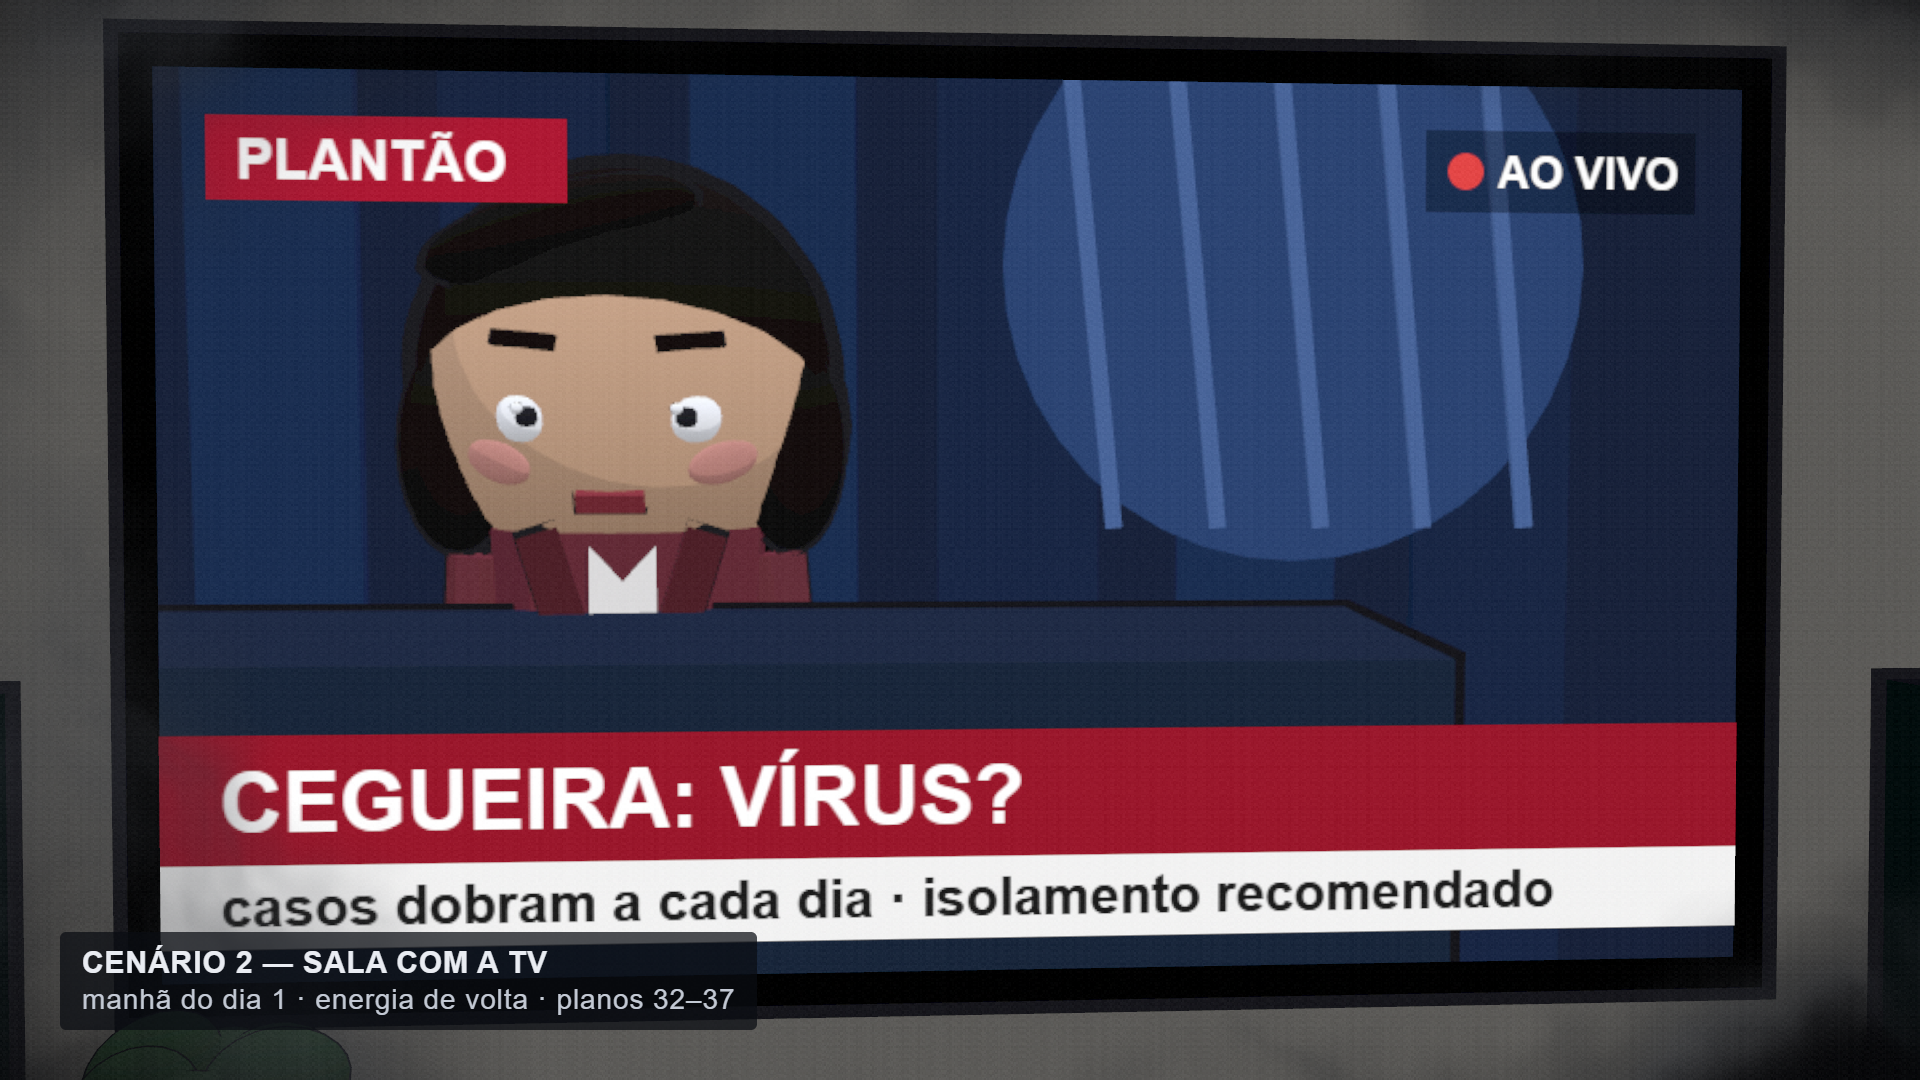 PLANTÃO
AO VIVO
CEGUEIRA: VÍRUS?
casos dobram a cada dia · isolamento recomendado
CENÁRIO 2 — SALA COM A TV
manhã do dia 1 · energia de volta · planos 32–37